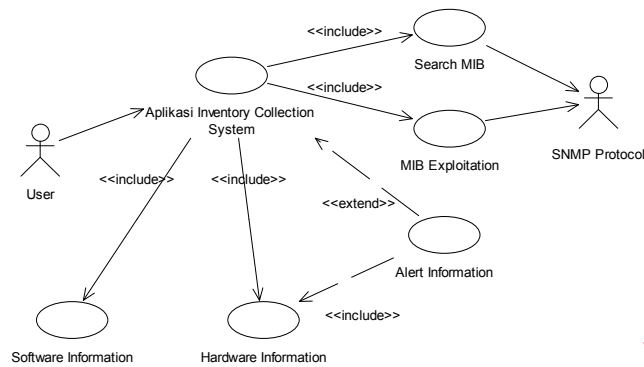 <<include>>
Search MIB
<<include>>
Aplikasi Inventory Collection
System
MIB Exploitation
SNMP Protocol
User
<<include>>
<<include>>
<<extend>>
Alert Information
<<include>>
Software Information
Hardware Information